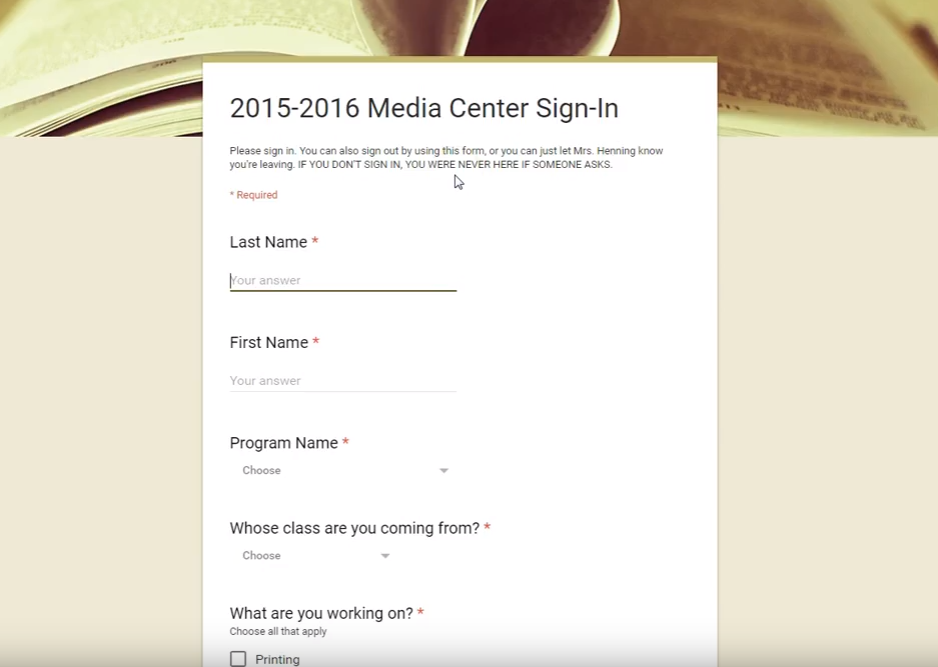 2015-2016 Media Center Sign-In
Please sign in. You can also sign out by using this form, or you can just let Mrs. Henning know
you're leaving. IF YOU DON'T SIGN IN, YOU WERE NEVER HERE IF SOMEONE ASKS.
* Required
Last Name *
Your answer
First Name *
Your answer
Program Name *
Choose
Whose class are you coming from? *
Choose
What are you working on? *
Choose all that apply
Printing